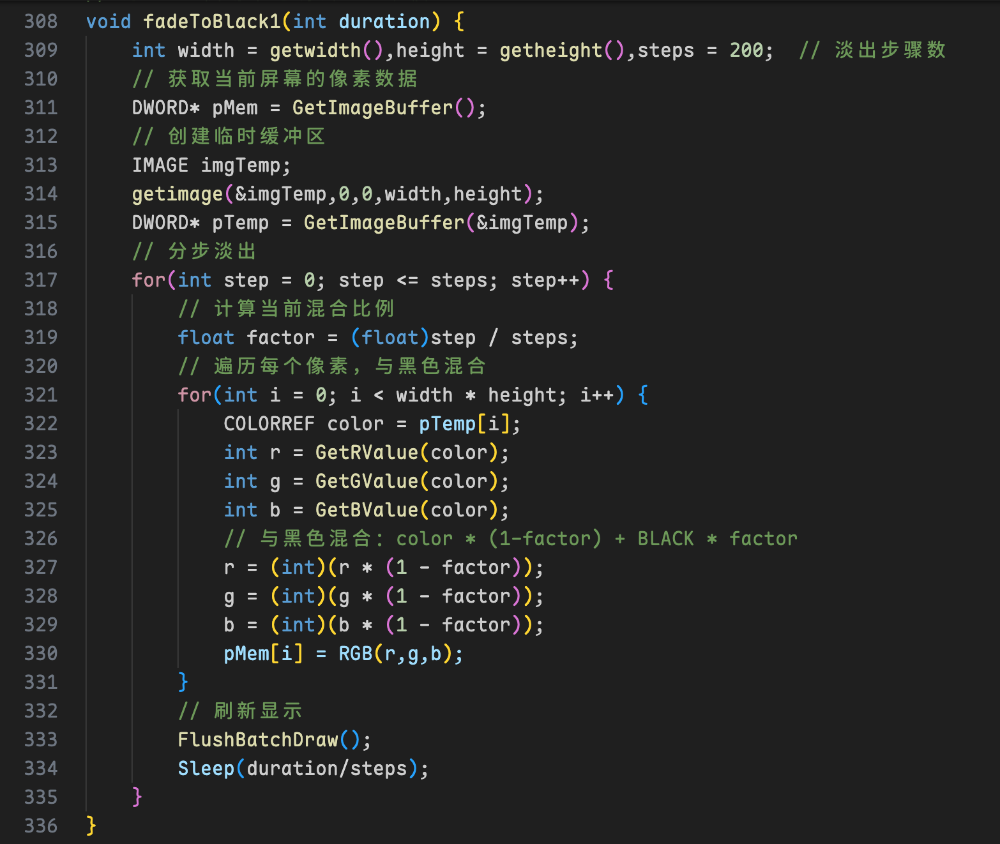 308 void fadeToBlack1(int duration) {
309     int width = getwidth(),height = getheight(),steps = 200;  // 淡出步骤数
310     // 获取当前屏幕的像素数据
311     DWORD* pMem = GetImageBuffer();
312     // 创建临时缓冲区
313     IMAGE imgTemp;
314     getimage(&imgTemp,0,0,width,height);
315     DWORD* pTemp = GetImageBuffer(&imgTemp);
316     // 分步淡出
317     for(int step = 0; step <= steps; step++) {
318         // 计算当前混合比例
319         float factor = (float)step / steps;
320         // 遍历每个像素，与黑色混合
321         for(int i = 0; i < width * height; i++) {
322             COLORREF color = pTemp[i];
323             int r = GetRValue(color);
324             int g = GetGValue(color);
325             int b = GetBValue(color);
326             // 与黑色混合：color * (1-factor) + BLACK * factor
327             r = (int)(r * (1 - factor));
328             g = (int)(g * (1 - factor));
329             b = (int)(b * (1 - factor));
330             pMem[i] = RGB(r,g,b);
331         }
332         // 刷新显示
333         FlushBatchDraw();
334         Sleep(duration/steps);
335     }
336 }